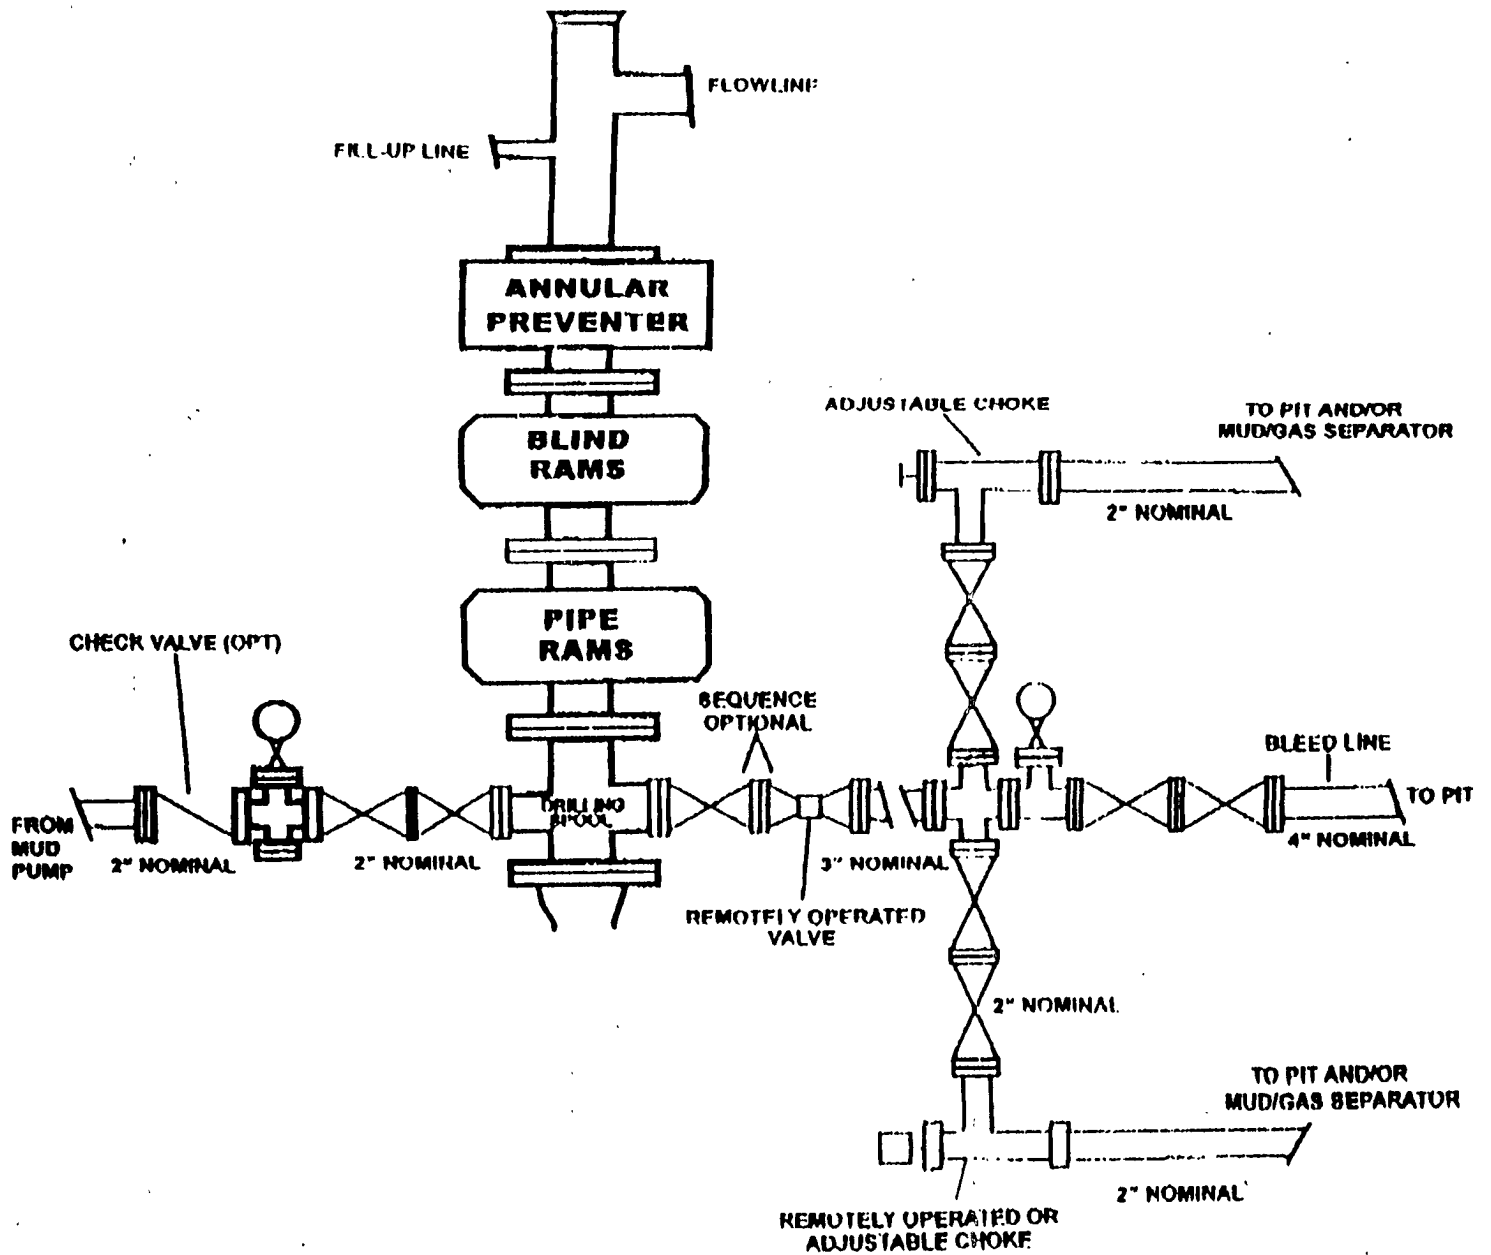 FLOWLINE
FILL-UP LINE
ANNULAR
PREVENTER
ADJUSTABLE CHOKE
TO PIT AND/OR
MUD/GAS SEPARATOR
BLIND
RAMS
2" NOMINAL
PIPE
RAMS
CHECK VALVE (OPT)
SEQUENCE
OPTIONAL
BLEED LINE
TO PIT
DRILLING
SPOOL
FROM
MUD
PUMP
2" NOMINAL
2" NOMINAL
3" NOMINAL
4" NOMINAL
REMOTELY OPERATED
VALVE
2" NOMINAL
TO PIT AND/OR
MUD/GAS SEPARATOR
2" NOMINAL
REMOTELY OPERATED OR
ADJUSTABLE CHOKE